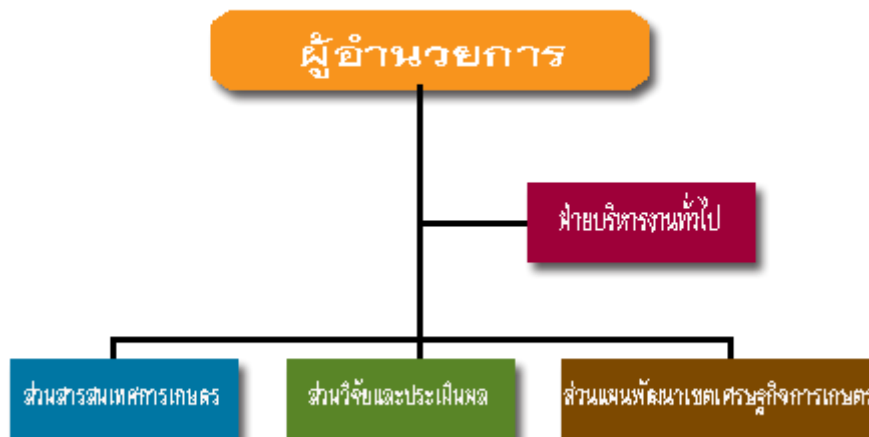 ผู้อำนวยการ
ฝ่ายบริหารงานทั่วไป
ส่วนสารสนเทศการเกษตร
ส่วนวิจัยและประเมินผล
ส่วนแผนพัฒนาเขตเศรษฐกิจการเกษตร